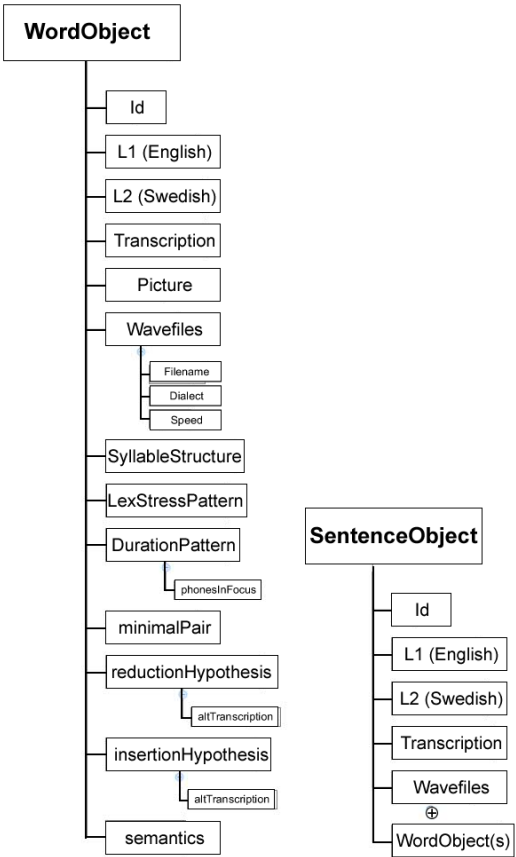 WordObject
Id
L1 (English)
L2 (Swedish)
Transcription
Picture
Wavefiles
Filename
Dialect
Speed
SyllableStructure
LexStressPattern
DurationPattern
phonesInFocus
minimalPair
reductionHypothesis
altTranscription
insertionHypothesis
altTranscription
semantics
SentenceObject
Id
L1 (English)
L2 (Swedish)
Transcription
Wavefiles
WordObject(s)